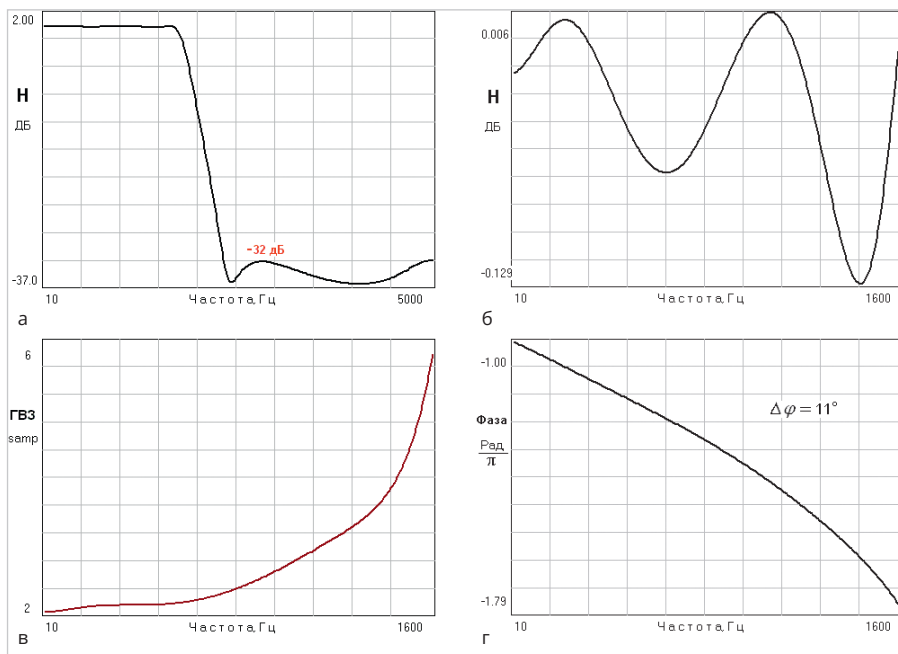 2.00
H
ДБ
-37.0
-32 дБ
10
Частота, Гц
5000
а
0.006
H
ДБ
-0.129
10
Частота, Гц
1600
б
6
ГВЗ
samp
2
10
Частота, Гц
1600
в
-1.00
Фаза
Рад
π
-1.79
Δφ = 11°
10
Частота, Гц
1600
г